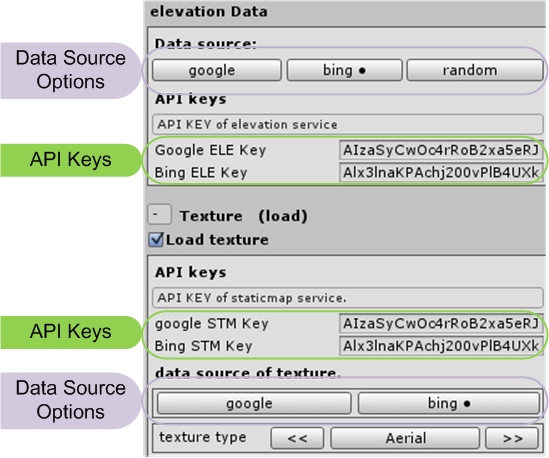 elevation Data
Data source:
Data Source
Options
google
bing ●
random
API keys
API KEY of elevation service
API Keys
Google ELE Key
AIzaSyCwOc4rRoB2xa5eRJ
Bing ELE Key
Alx3lnaKPAchj200vPlB4UXk
- Texture (load)
Load texture
API keys
API KEY of staticmap service.
API Keys
google STM Key
AIzaSyCwOc4rRoB2xa5eRJ
Bing STM Key
Alx3lnaKPAchj200vPlB4UXk
data source of texture.
Data Source
Options
google
bing ●
texture type
<<
Aerial
>>